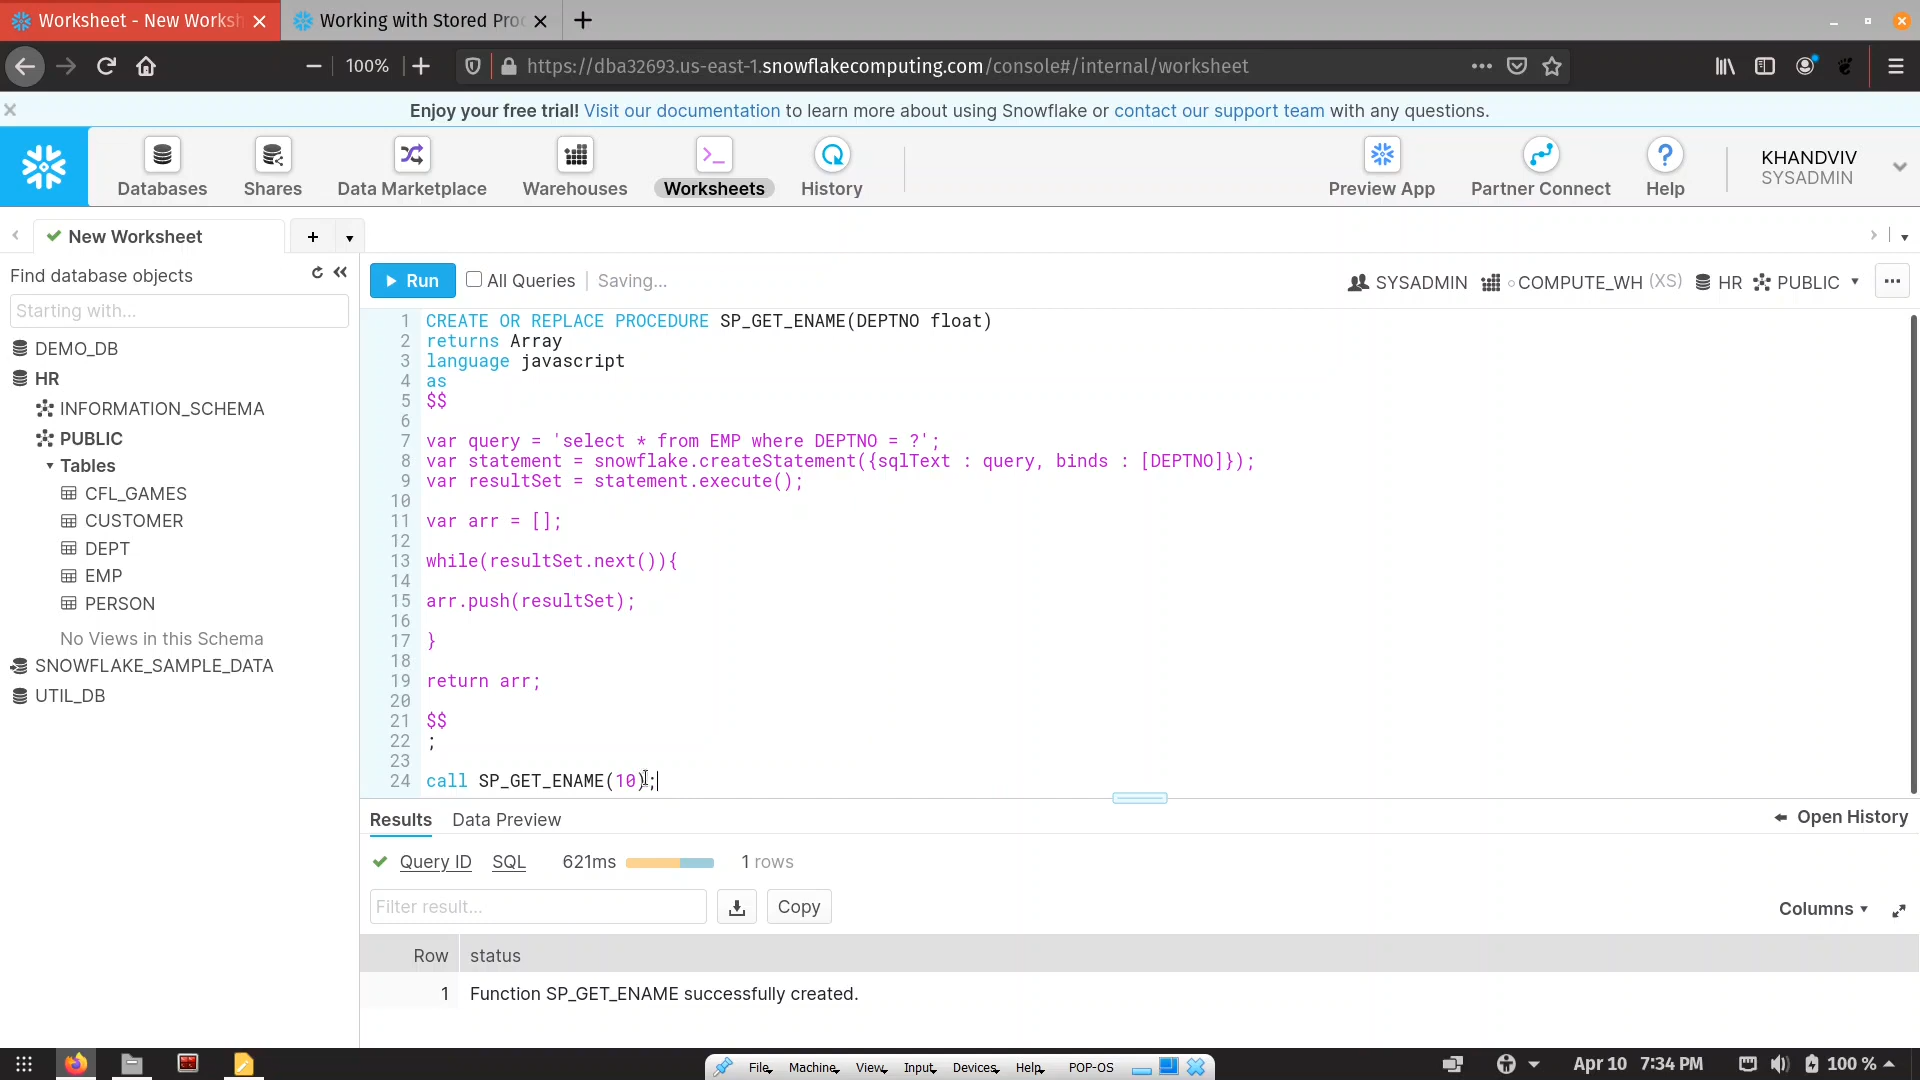 Worksheet - New Worksh
Working with Stored Pro
100%
https://dba32693.us-east-1.snowflakecomputing.com/console#/internal/worksheet
Enjoy your free trial! Visit our documentation to learn more about using Snowflake or contact our support team with any questions.
Databases
Shares
Data Marketplace
Warehouses
Worksheets
History
Preview App
Partner Connect
Help
KHANDVIV
SYSADMIN
New Worksheet
Find database objects
Starting with...
DEMO_DB
HR
INFORMATION_SCHEMA
PUBLIC
Tables
CFL_GAMES
CUSTOMER
DEPT
EMP
PERSON
No Views in this Schema
SNOWFLAKE_SAMPLE_DATA
UTIL_DB
Run
All Queries
Saving...
SYSADMIN
COMPUTE_WH (XS)
HR
PUBLIC
1 CREATE OR REPLACE PROCEDURE SP_GET_ENAME(DEPTNO float)
2 returns Array
3 language javascript
4 as
5 $$
6
7 var query = 'select * from EMP where DEPTNO = ?';
8 var statement = snowflake.createStatement({sqlText : query, binds : [DEPTNO]});
9 var resultSet = statement.execute();
10
11 var arr = [];
12
13 while(resultSet.next()){
14
15 arr.push(resultSet);
16
17 }
18
19 return arr;
20
21 $$
22 ;
23
24 call SP_GET_ENAME(10);
Results
Data Preview
Open History
Query ID
SQL
621ms
1 rows
Filter result...
Copy
Columns
Row status
1 Function SP_GET_ENAME successfully created.
File
Machine
View
Input
Devices
Help
POP-OS
Apr 10 7:34 PM
100 %